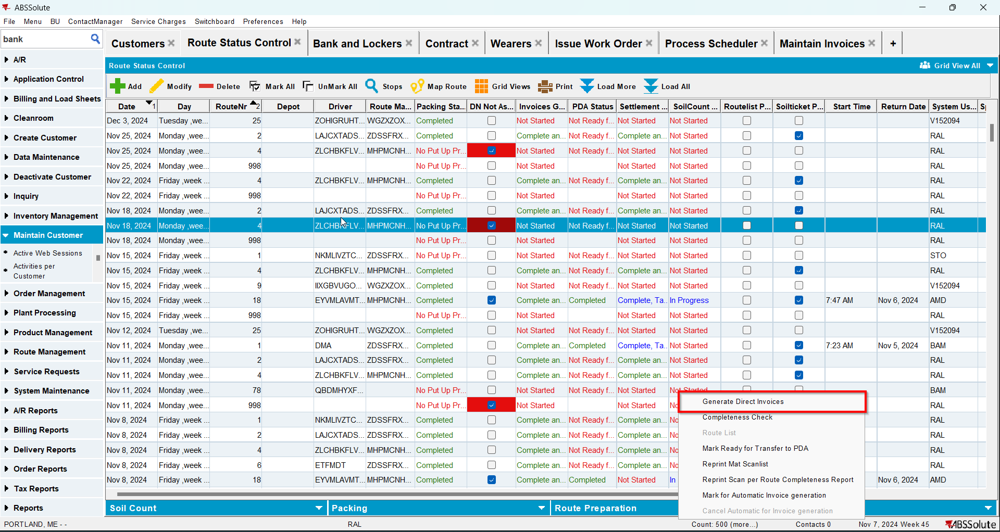 ABSSolute
File Menu BU ContactManager Service Charges Switchboard Preferences Help
bank
Customers Route Status Control Bank and Lockers Contract Wearers Issue Work Order Process Scheduler Maintain Invoices +
Route Status Control Grid View All
Add Modify Delete Mark All UnMark All Stops Map Route Grid Views Print Load More Load All
A/R
Application Control
Billing and Load Sheets
Cleanroom
Create Customer
Data Maintenance
Deactivate Customer
Inquiry
Inventory Management
Maintain Customer
Active Web Sessions
Activities per
Customer
Order Management
Plant Processing
Product Management
Route Management
Service Requests
System Maintenance
A/R Reports
Billing Reports
Delivery Reports
Order Reports
Tax Reports
Reports
Date 1 Day RouteNr 2 Depot Driver Route Ma... Packing Sta... DN Not As... Invoices G... PDA Status Settlement ... SoilCount ... Routelist P... Soilticket P... Start Time Return Date System Us... S
Dec 3, 2024 Tuesday ,we... 25 ZOHIGRUHT... WGZXZOX... Completed Not Started Not Ready f... Not Started Not Started V152094
Nov 25, 2024 Monday ,wee... 2 LAJCXTADS... ZDSSFRX... Completed Complete an... Not Ready f... Complete an... Not Started RAL
Nov 25, 2024 Monday ,wee... 4 ZLCHBKFLV... MHPMCNH... No Put Up Pr... Not Started Not Ready f... Not Started Not Started RAL
Nov 25, 2024 Monday ,wee... 998 No Put Up Pr... Not Started Not Started Not Started RAL
Nov 22, 2024 Friday ,week ... 4 ZLCHBKFLV... MHPMCNH... Completed Complete an... Not Ready f... Complete an... Not Started RAL
Nov 22, 2024 Friday ,week ... 998 No Put Up Pr... Not Started Not Started Not Started RAL
Nov 18, 2024 Monday ,wee... 2 LAJCXTADS... ZDSSFRX... Completed Complete an... Not Ready f... Complete an... Not Started RAL
Nov 18, 2024 Monday ,wee... 4 ZLCHBKFLV... MHPMCNH... No Put Up Pr... Not Started Not Ready f... Not Started Not Started RAL
Nov 18, 2024 Monday ,wee... 998 No Put Up Pr... Not Started Not Started Not Started RAL
Nov 15, 2024 Friday ,week ... 1 NKMLIVZTC... ZDSSFRX... No Put Up Pr... Not Started Not Ready f... Not Started Not Started STO
Nov 15, 2024 Friday ,week ... 4 ZLCHBKFLV... MHPMCNH... Completed Complete an... Not Ready f... Complete an... Not Started RAL
Nov 15, 2024 Friday ,week ... 9 IIXGBVUGO... WGZXZOX... Completed Not Started Not Ready f... Not Started Not Started V152094
Nov 15, 2024 Friday ,week ... 18 EYVMLAVMT... MHPMCNH... Completed Complete an... Completed Complete, Ta... In Progress 7:47 AM Nov 6, 2024 AMD
Nov 15, 2024 Friday ,week ... 998 No Put Up Pr... Not Started Not Started Not Started RAL
Nov 12, 2024 Tuesday ,we... 25 ZOHIGRUHT... WGZXZOX... Completed Not Started Not Ready f... Not Started Not Started V152094
Nov 11, 2024 Monday ,wee... 1 DMA ZDSSFRX... Completed Complete an... Completed Complete, Ta... Not Started 7:23 AM Nov 5, 2024 BAM
Nov 11, 2024 Monday ,wee... 2 LAJCXTADS... ZDSSFRX... Completed Complete an... Not Ready f... Complete an... Not Started RAL
Nov 11, 2024 Monday ,wee... 4 ZLCHBKFLV... MHPMCNH... Completed Complete an... Not Ready f... Complete an... Not Started RAL
Nov 11, 2024 Monday ,wee... 78 QBDMHYXF... No Put Up Pr... Not Started Not Ready f... Not Started Not Started BAM
Nov 11, 2024 Monday ,wee... 998 No Put Up Pr... Not Started Not Started No RAL
Nov 8, 2024 Friday ,week ... 1 NKMLIVZTC... ZDSSFRX... Completed Complete an... Not Ready f... Complete an... No RAL
Nov 8, 2024 Friday ,week ... 2 LAJCXTADS... ZDSSFRX... Completed Complete an... Not Ready f... Complete an... No RAL
Nov 8, 2024 Friday ,week ... 4 ZLCHBKFLV... MHPMCNH... Completed Complete an... Not Ready f... Complete an... No RAL
Nov 8, 2024 Friday ,week ... 6 ETFMDT ZDSSFRX... Completed Complete an... Not Ready f... Complete an... No RAL
Nov 8, 2024 Friday ,week ... 18 EYVMLAVMT... MHPMCNH... Completed Complete an... Completed Not Started In Nov 6, 2024 AMD
Generate Direct Invoices
Completeness Check
Route List
Mark Ready for Transfer to PDA
Reprint Mat Scanlist
Reprint Scan per Route Completeness Report
Mark for Automatic Invoice generation
Cancel Automatic for Invoice generation
Soil Count Packing Route Preparation
PORTLAND, ME - - RAL Count: 500 (more...) Contacts 0 Nov 7, 2024 Week 45 ABSSolute